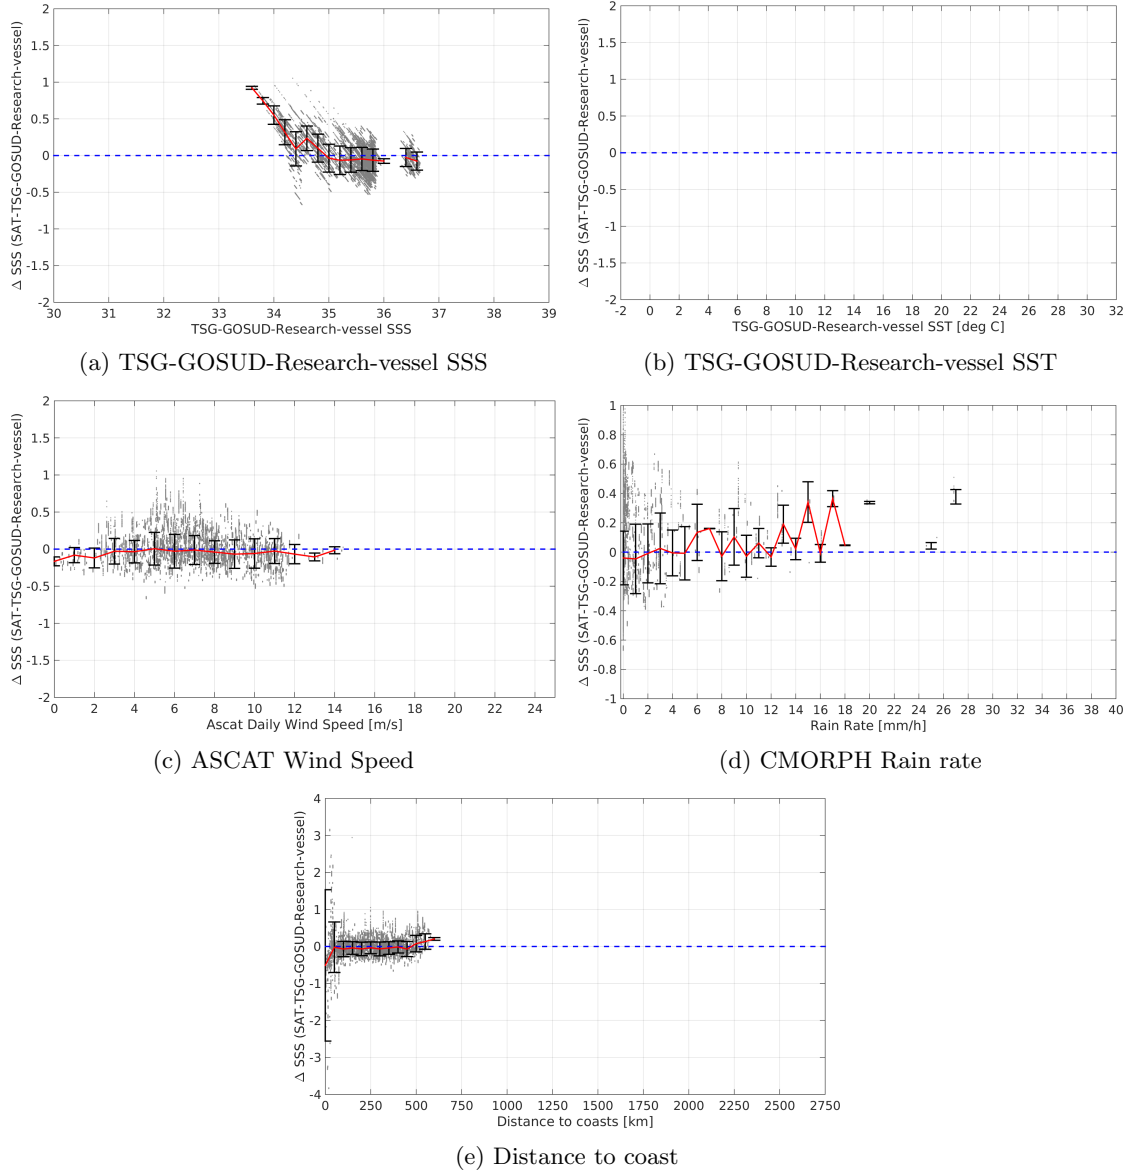 2
1.5
1
0.5
0
-0.5
-1
-1.5
-2
Δ SSS (SAT-TSG-GOSUD-Research-vessel)
30 31 32 33 34 35 36 37 38 39
TSG-GOSUD-Research-vessel SSS
(a) TSG-GOSUD-Research-vessel SSS
2
1.5
1
0.5
0
-0.5
-1
-1.5
-2
Δ SSS (SAT-TSG-GOSUD-Research-vessel)
-2 0 2 4 6 8 10 12 14 16 18 20 22 24 26 28 30 32
TSG-GOSUD-Research-vessel SST [deg C]
(b) TSG-GOSUD-Research-vessel SST
2
1.5
1
0.5
0
-0.5
-1
-1.5
-2
Δ SSS (SAT-TSG-GOSUD-Research-vessel)
0 2 4 6 8 10 12 14 16 18 20 22 24
Ascat Daily Wind Speed [m/s]
(c) ASCAT Wind Speed
1
0.8
0.6
0.4
0.2
0
-0.2
-0.4
-0.6
-0.8
-1
Δ SSS (SAT-TSG-GOSUD-Research-vessel)
0 2 4 6 8 10 12 14 16 18 20 22 24 26 28 30 32 34 36 38 40
Rain Rate [mm/h]
(d) CMORPH Rain rate
4
3
2
1
0
-1
-2
-3
-4
Δ SSS (SAT-TSG-GOSUD-Research-vessel)
0 250 500 750 1000 1250 1500 1750 2000 2250 2500 2750
Distance to coasts [km]
(e) Distance to coast